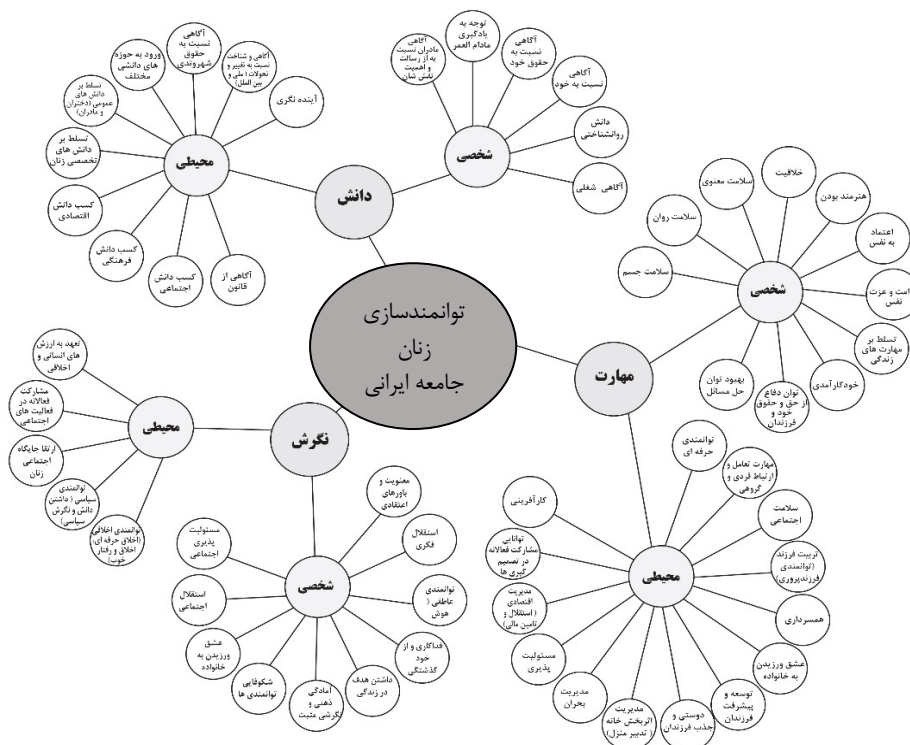 توانمندسازی
زنان
جامعه ایرانی
دانش
شخصی
آگاهی
مادران نسبت
به از رسالت
و اهمیت
نقش شان
توجه به
یادگیری
مادام العمر
آگاهی
نسبت به
حقوق خود
آگاهی
نسبت به خود
دانش
روانشناختی
آگاهی شغلی
محیطی
آینده نگری
آگاهی و شناخت
نسبت به تغییر و
تحولات (ملی و
بین الملل)
آگاهی
نسبت به
حقوق
شهروندی
ورود به حوزه
های دانشی
مختلف
تسلط بر
دانش های
عمومی (دختران
و مادران)
تسلط بر
دانش های
تخصصی زنان
کسب دانش
اقتصادی
کسب دانش
فرهنگی
کسب دانش
اجتماعی
آگاهی از
قانون
مهارت
شخصی
سلامت جسم
سلامت روان
سلامت معنوی
خلاقیت
هنرمند بودن
اعتماد
به نفس
امت و عزت
نفس
تسلط بر
مهارت های
زندگی
خودکارآمدی
توان دفاع
از حق و حقوق
خود و
فرزندان
بهبود توان
حل مسائل
محیطی
توانمندی
حرفه ای
مهارت تعامل و
ارتباط فردی و
گروهی
سلامت
اجتماعی
تربیت فرزند
(توانمندی
فرزندپروری)
همسرداری
عشق ورزیدن
به خانواده
توسعه و
پیشرفت
فرزندان
دوستی و
جذب فرزندان
مدیریت
اثربخش خانه
(تدبیر منزل)
مدیریت
بحران
مسئولیت
پذیری
مدیریت
اقتصادی
(استقلال و
تامین مالی)
توانایی
مشارکت فعالانه
در تصمیم
گیری ها
کارآفرینی
نگرش
محیطی
تعهد به ارزش
های انسانی و
اخلاقی
مشارکت
فعالانه در
فعالیت های
اجتماعی
ارتقا جایگاه
اجتماعی
زنان
توانمندی
سیاسی (داشتن
دانش و نگرش
سیاسی)
توانمندی اخلاقی
(اخلاق حرفه ای،
اخلاق و رفتار
خوب)
شخصی
معنویت و
باورهای
اعتقادی
استقلال
فکری
توانمندی
عاطفی (
هوش
فداکاری و از
خود
گذشتگی
داشتن هدف
در زندگی
آمادگی
ذهنی و
نگرشی مثبت
شکوفایی
توانمندی ها
عشق
ورزیدن به
خانواده
استقلال
اجتماعی
مسئولیت
پذیری
اجتماعی